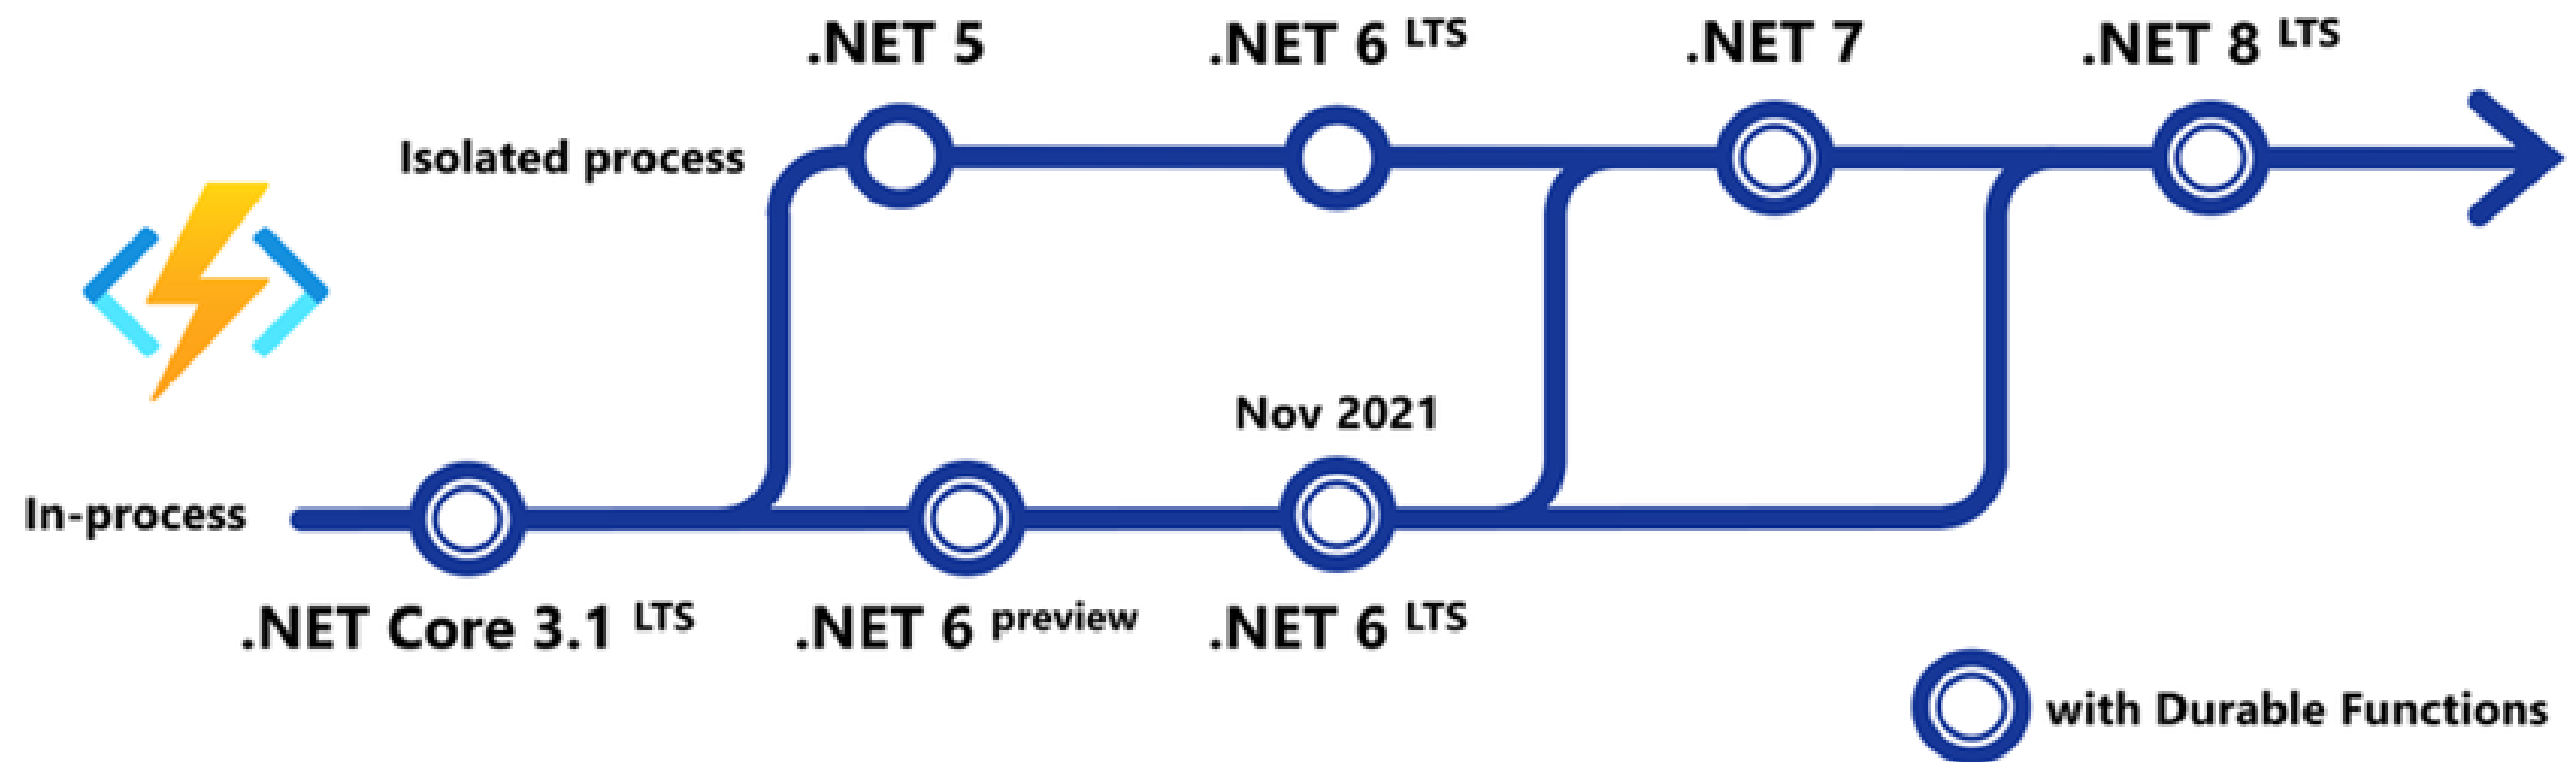 .NET 5
.NET 6 LTS
.NET 7
.NET 8 LTS
Isolated process
Nov 2021
In-process
.NET Core 3.1 LTS
.NET 6 preview
.NET 6 LTS
with Durable Functions